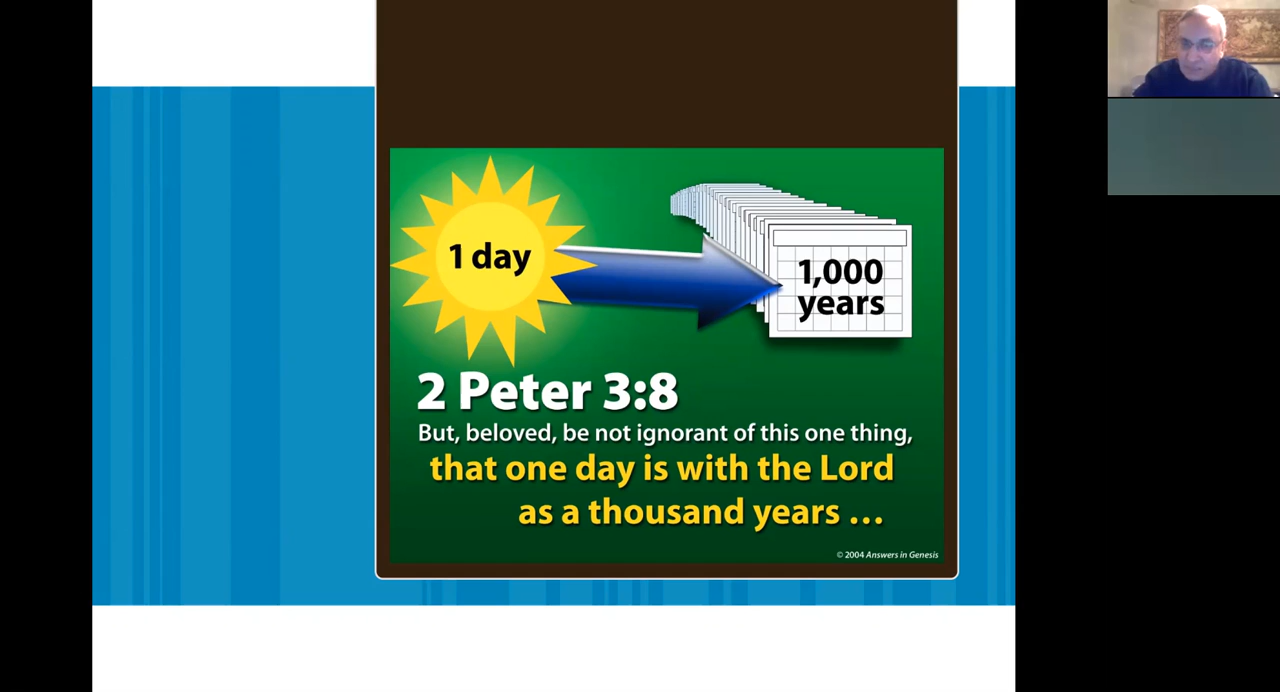 1 day
1,000
years
2 Peter 3:8
But, beloved, be not ignorant of this one thing,
that one day is with the Lord
as a thousand years ...
© 2004 Answers in Genesis